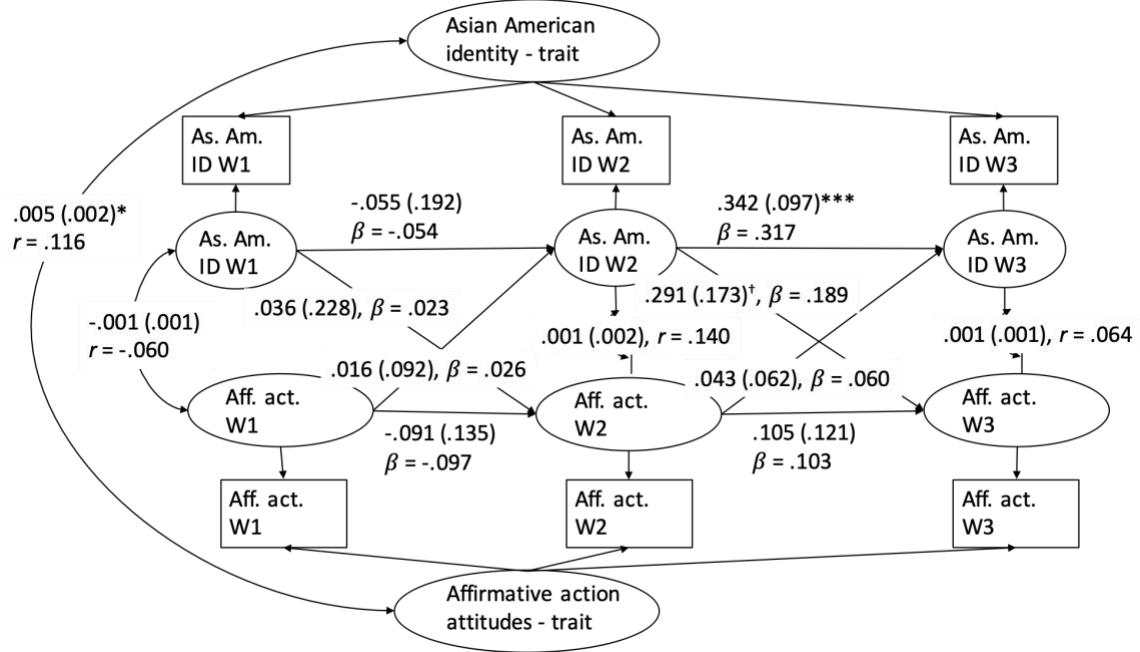 Asian American
identity - trait
As. Am.
ID W1
As. Am.
ID W2
As. Am.
ID W3
.005 (.002)*
r = .116
-.055 (.192)
β = -.054
.342 (.097)***
β = .317
As. Am.
ID W1
As. Am.
ID W2
As. Am.
ID W3
.036 (.228), β = .023
.291 (.173)†, β = .189
-.001 (.001)
r = -.060
.001 (.002), r = .140
.001 (.001), r = .064
.016 (.092), β = .026
.043 (.062), β = .060
Aff. act.
W1
Aff. act.
W2
Aff. act.
W3
-.091 (.135)
β = -.097
.105 (.121)
β = .103
Aff. act.
W1
Aff. act.
W2
Aff. act.
W3
Affirmative action
attitudes - trait